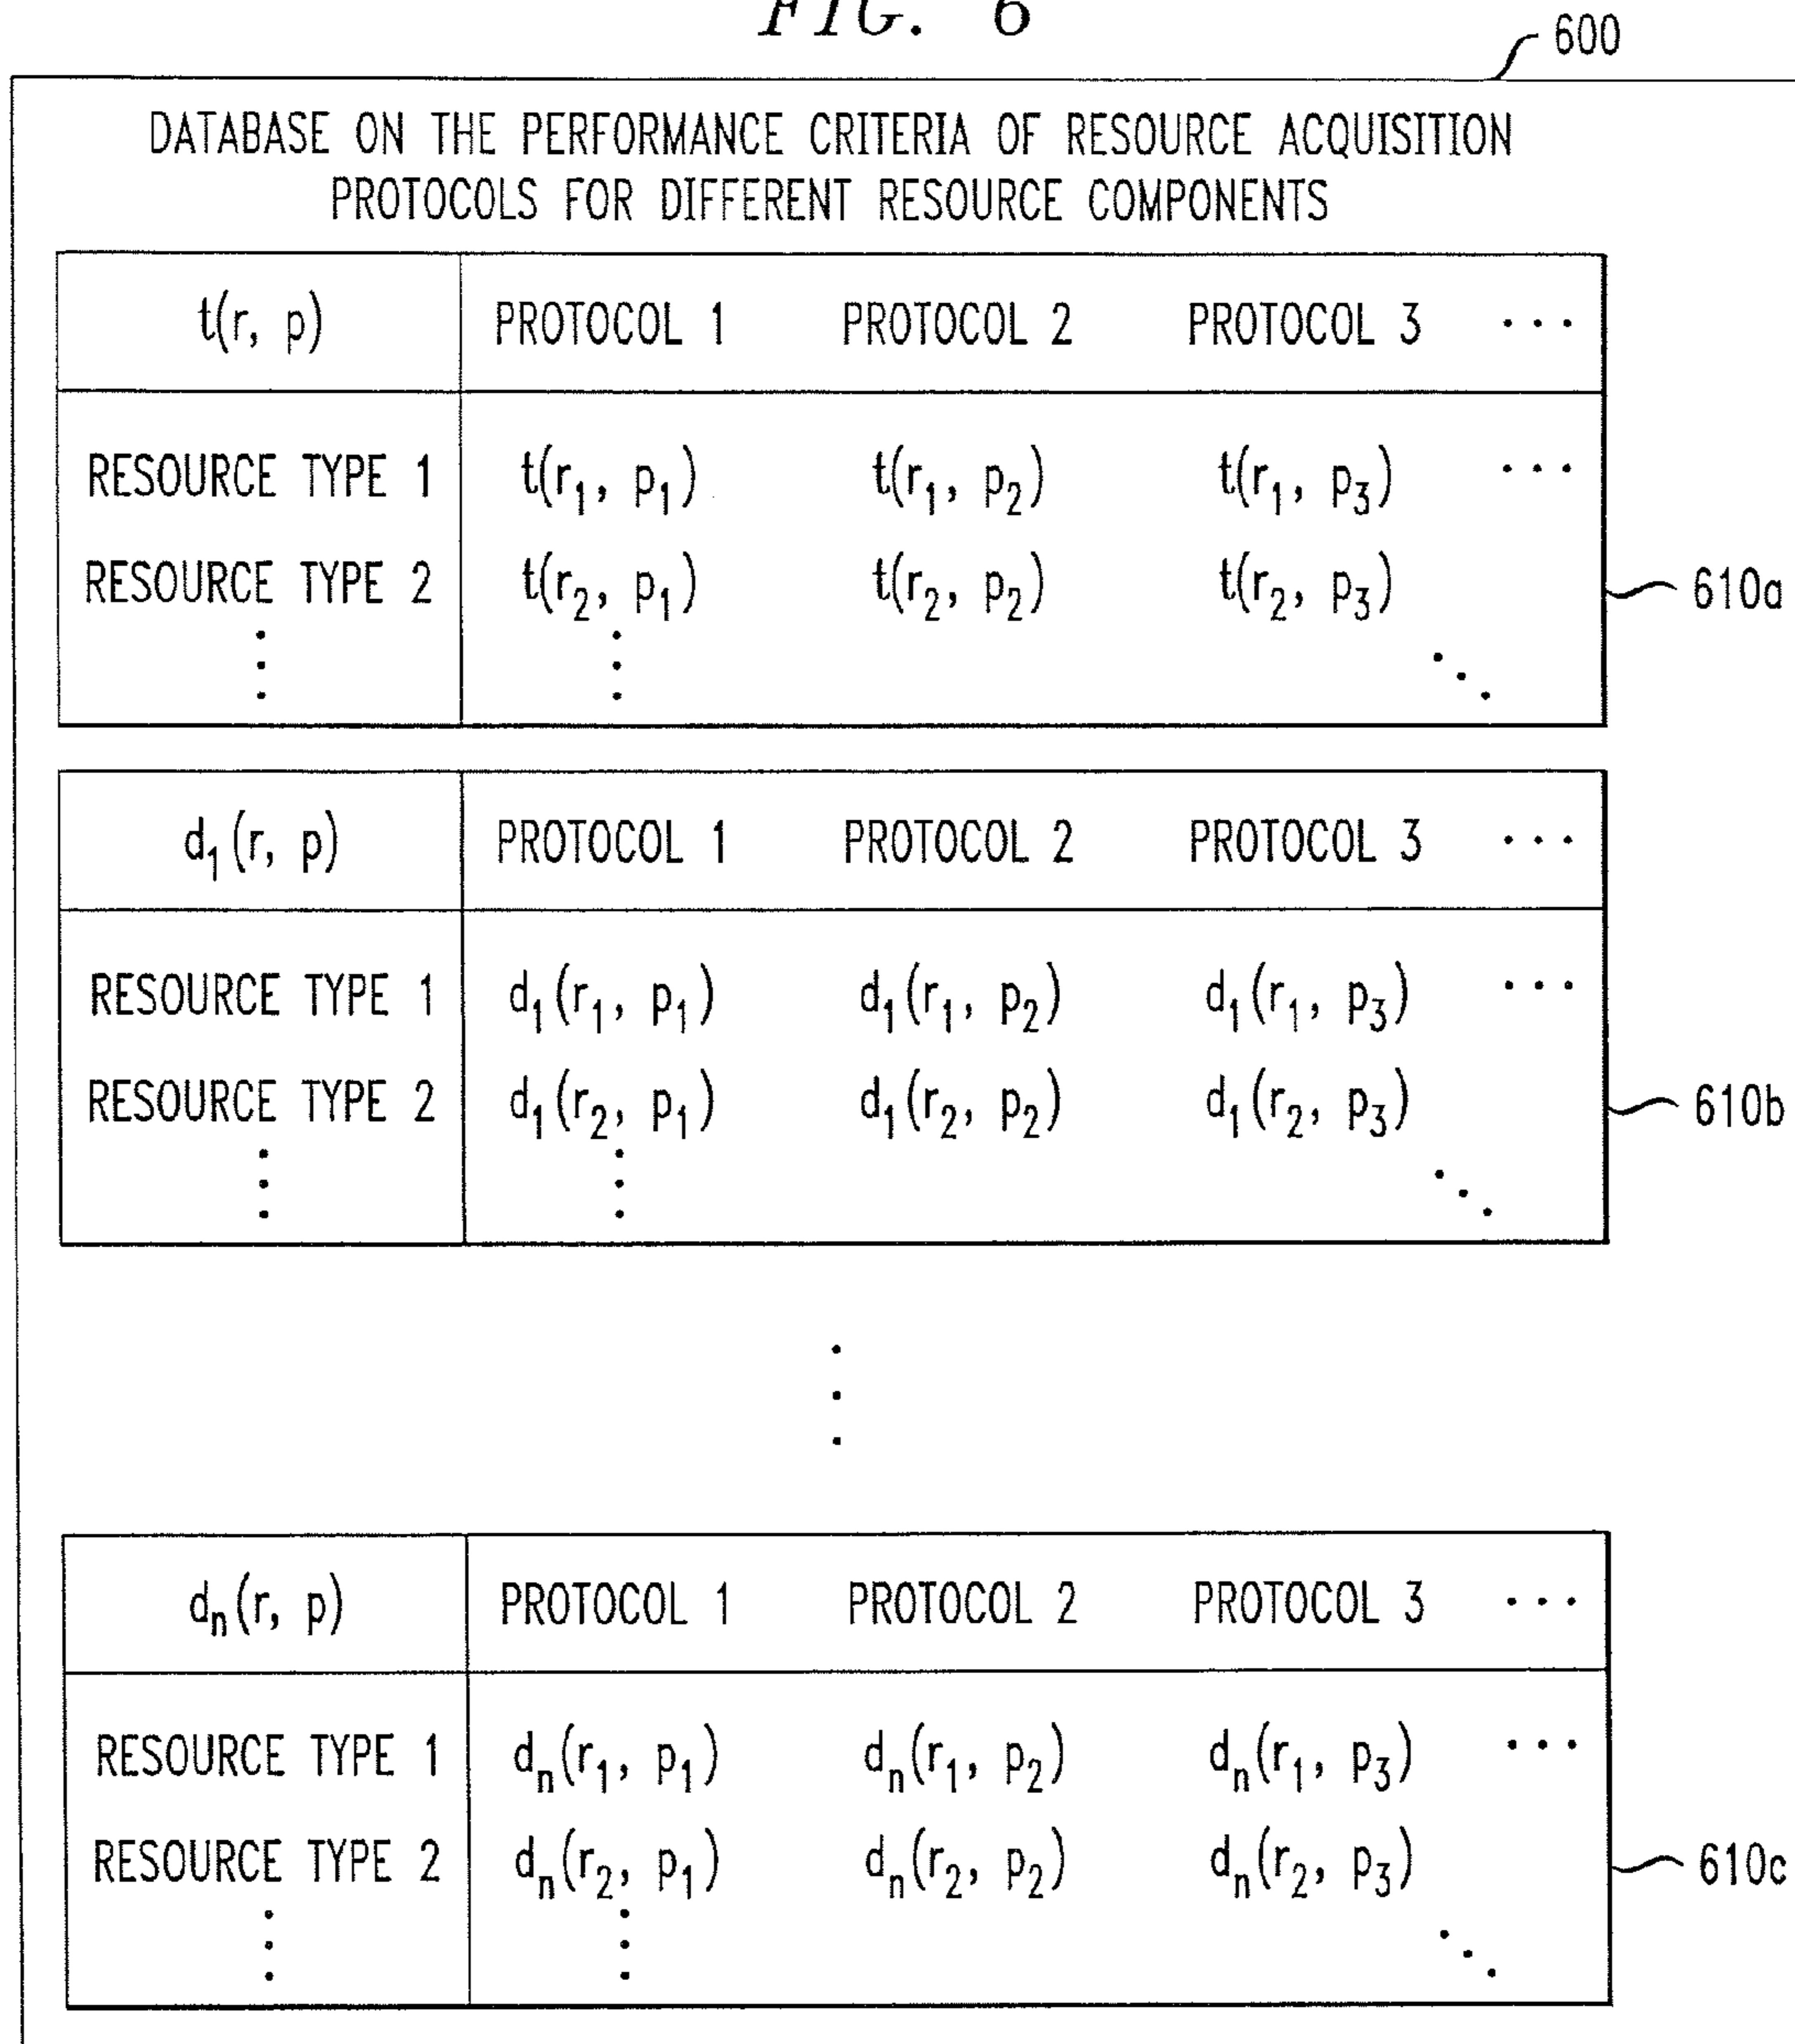 FIG. 6
600
DATABASE ON THE PERFORMANCE CRITERIA OF RESOURCE ACQUISITION
PROTOCOLS FOR DIFFERENT RESOURCE COMPONENTS
t(r, p) PROTOCOL 1 PROTOCOL 2 PROTOCOL 3 ...
RESOURCE TYPE 1 t(r₁, p₁) t(r₁, p₂) t(r₁, p₃) ...
RESOURCE TYPE 2 t(r₂, p₁) t(r₂, p₂) t(r₂, p₃)
610a
d₁(r, p) PROTOCOL 1 PROTOCOL 2 PROTOCOL 3 ...
RESOURCE TYPE 1 d₁(r₁, p₁) d₁(r₁, p₂) d₁(r₁, p₃) ...
RESOURCE TYPE 2 d₁(r₂, p₁) d₁(r₂, p₂) d₁(r₂, p₃)
610b
dₙ(r, p) PROTOCOL 1 PROTOCOL 2 PROTOCOL 3 ...
RESOURCE TYPE 1 dₙ(r₁, p₁) dₙ(r₁, p₂) dₙ(r₁, p₃) ...
RESOURCE TYPE 2 dₙ(r₂, p₁) dₙ(r₂, p₂) dₙ(r₂, p₃)
610c